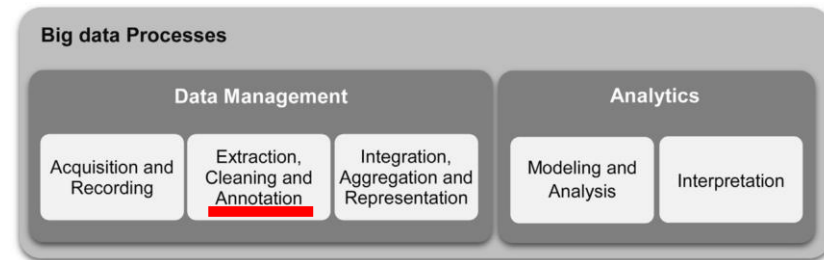 Big data Processes
Data Management
Analytics
Acquisition and
Recording
Extraction,
Cleaning and
Annotation
Integration,
Aggregation and
Representation
Modeling and
Analysis
Interpretation